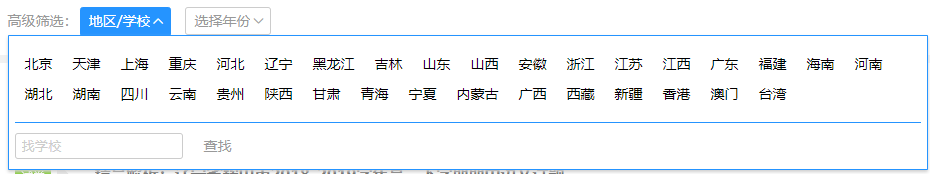 高级筛选： 地区/学校 选择年份
北京 天津 上海 重庆 河北 辽宁 黑龙江 吉林 山东 山西 安徽 浙江 江苏 江西 广东 福建 海南 河南
湖北 湖南 四川 云南 贵州 陕西 甘肃 青海 宁夏 内蒙古 广西 西藏 新疆 香港 澳门 台湾
找学校 查找